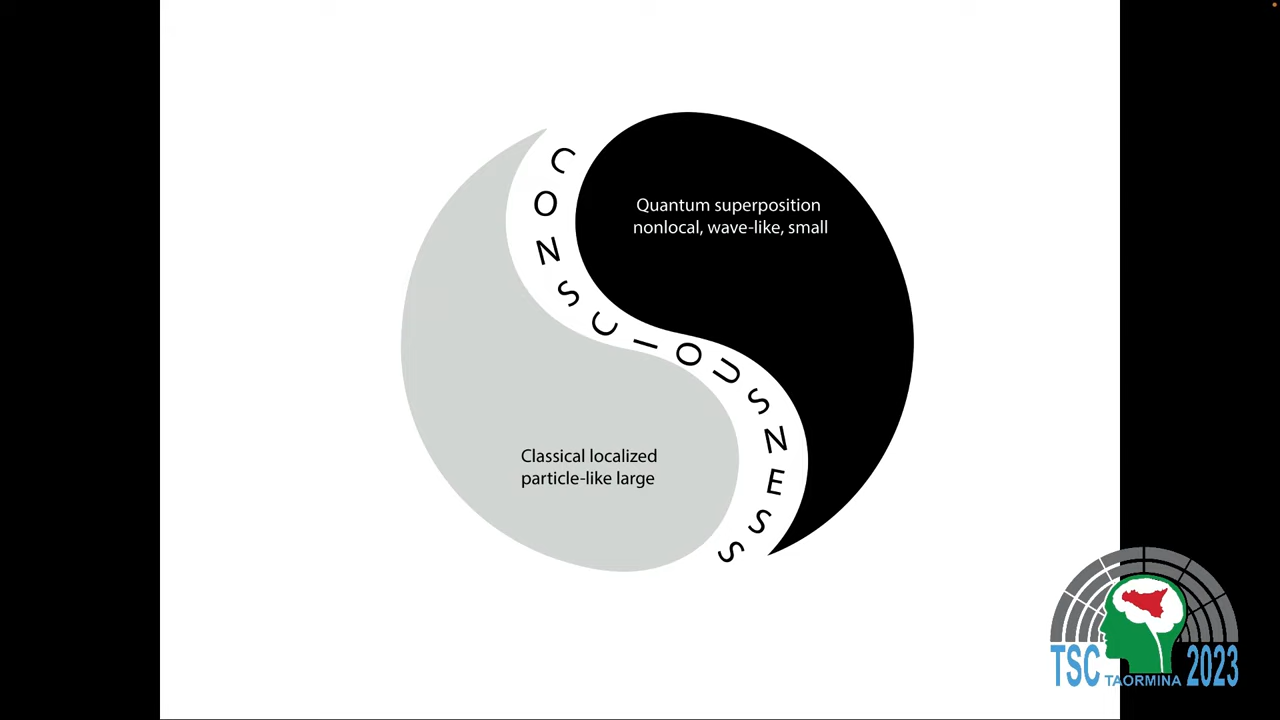 CONSCIOUSNESS
Quantum superposition
nonlocal, wave-like, small
Classical localized
particle-like large
TSC TAORMINA 2023